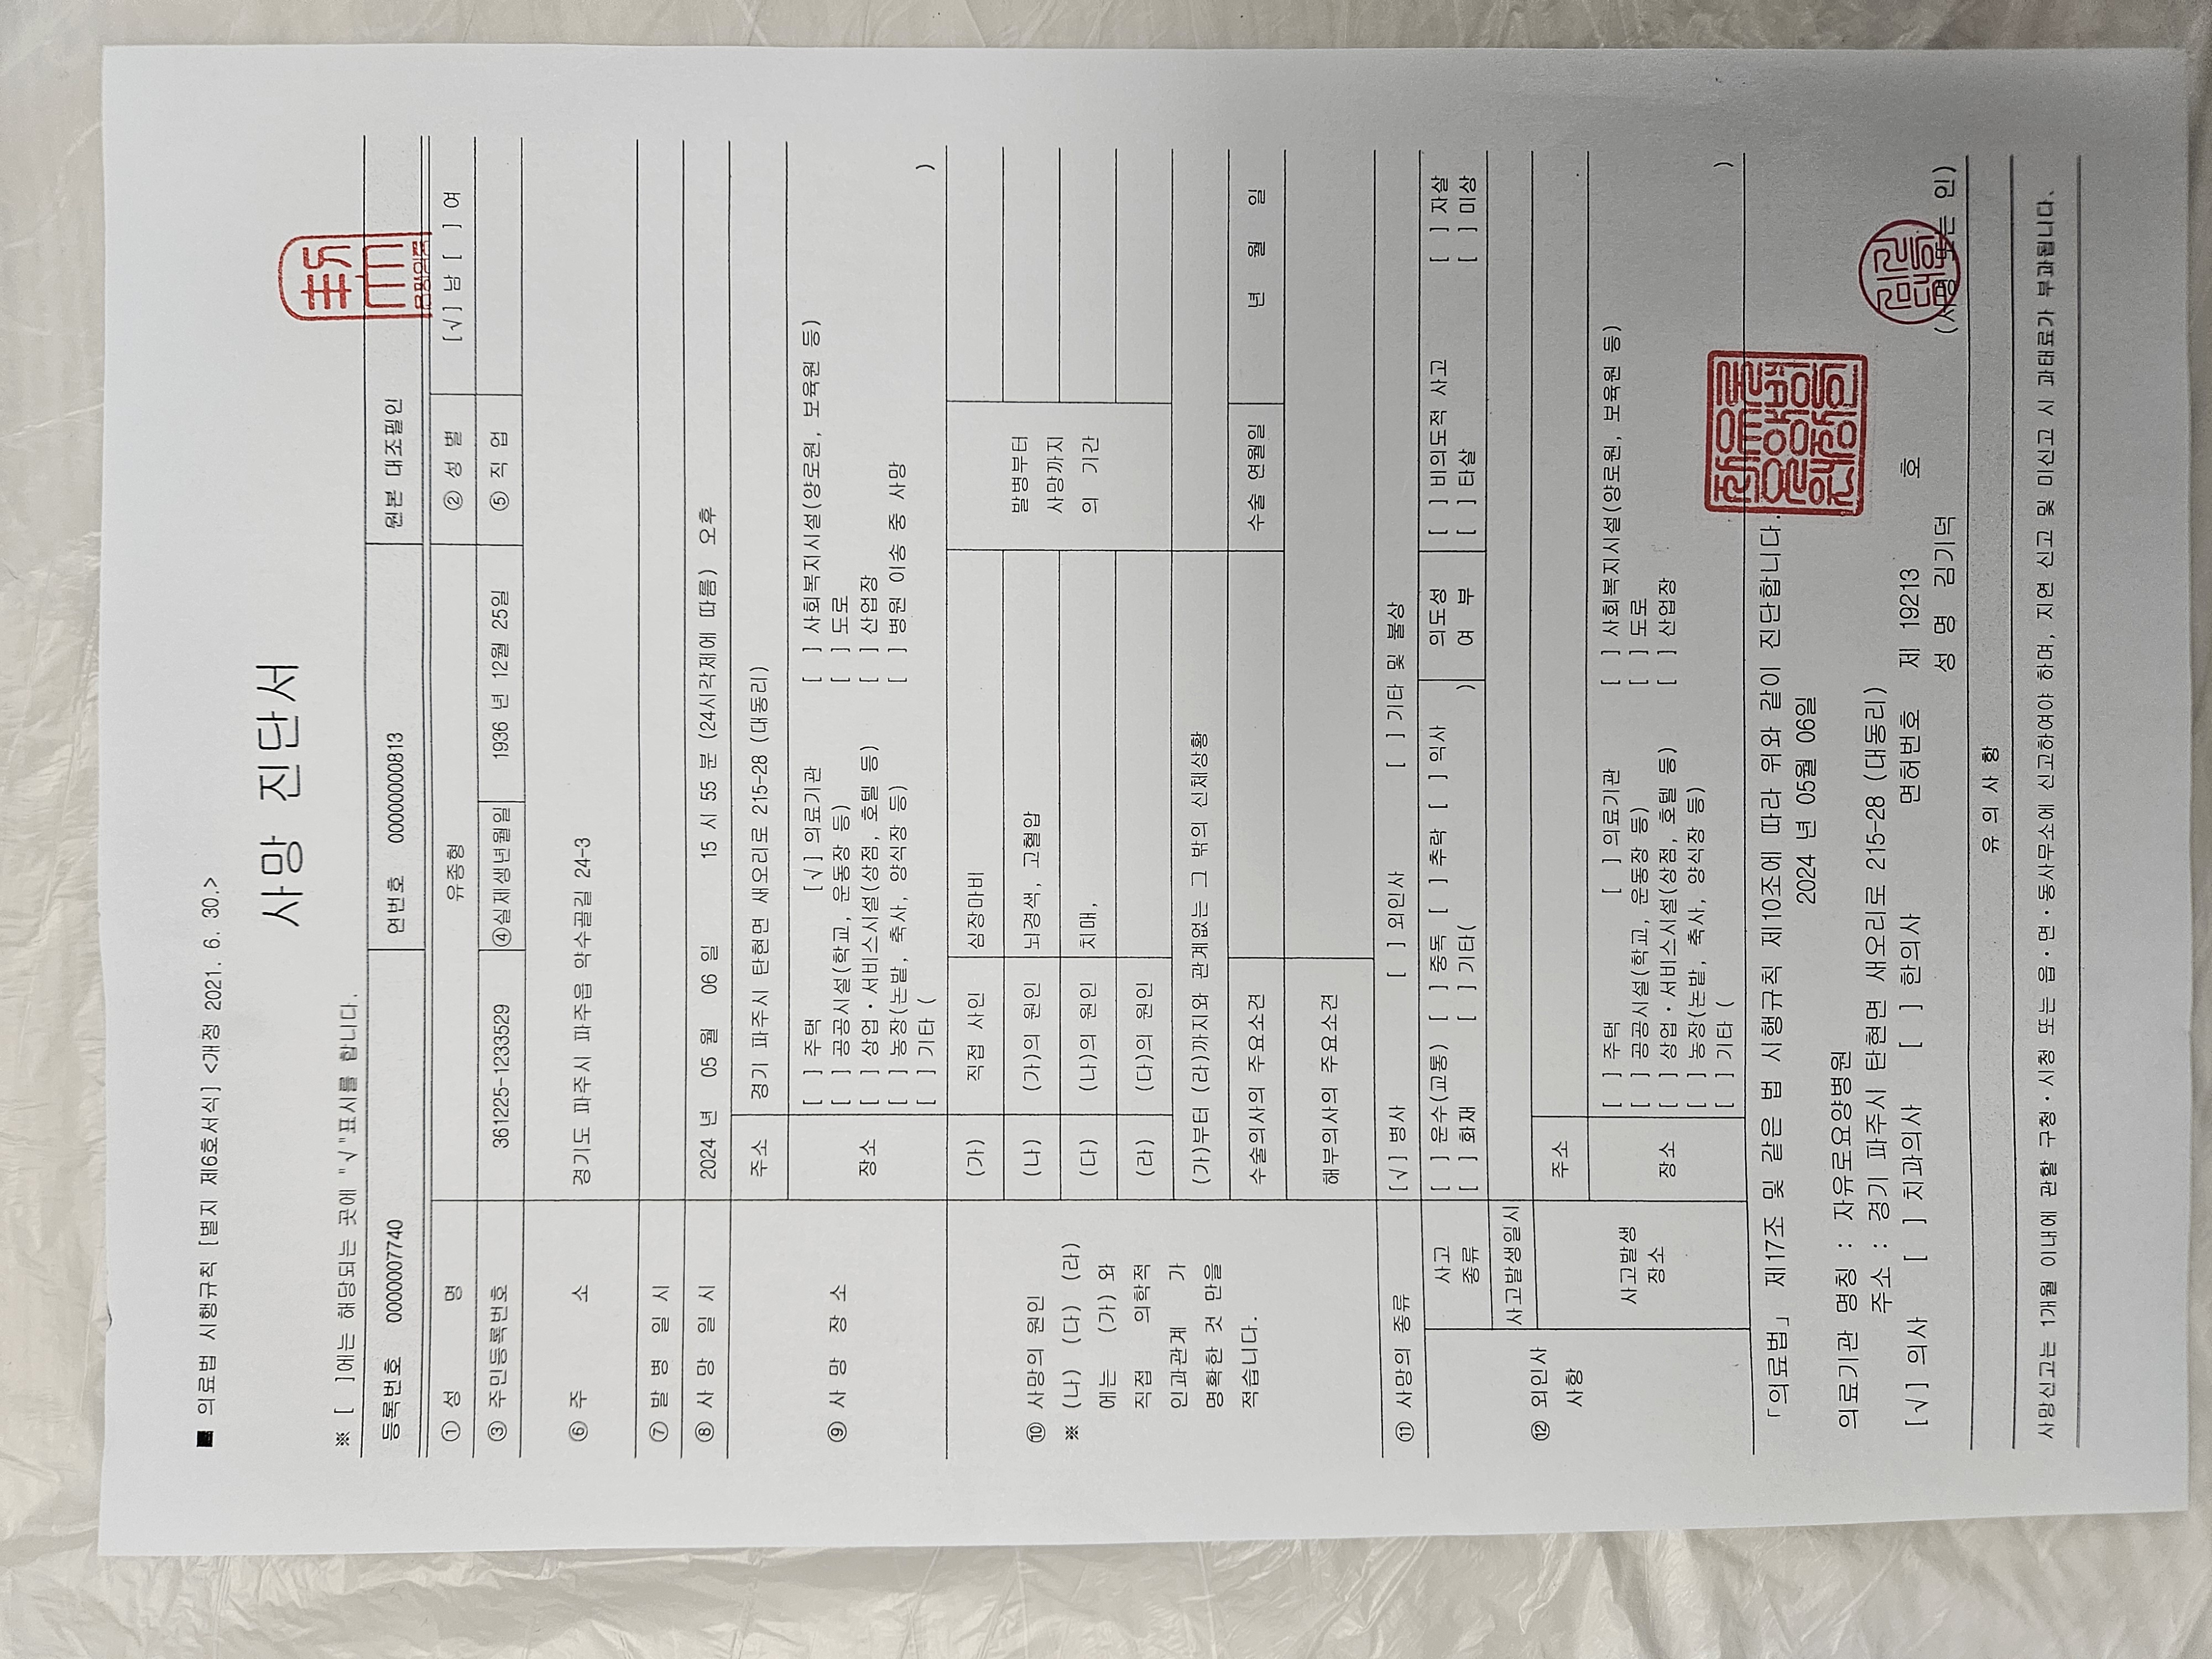 ■ 의료법 시행규칙 [별지 제6호서식] <개정 2021. 6. 30.>
사망 진단서
※ [ ]에는 해당되는 곳에 "√"표시를 합니다.
등록번호 0000007740 연번호 00000000813 원본 대조필인
① 성 명 유종형 ② 성 별 [√] 남 [ ] 여
③ 주민등록번호 361225-1233529 ④실제생년월일 1936 년 12월 25일 ⑤ 직 업
⑥ 주 소 경기도 파주시 파주읍 약수골길 24-3
⑦ 발 병 일 시
⑧ 사 망 일 시 2024 년 05 월 06 일 15 시 55 분 (24시각제에 따름) 오후
⑨ 사 망 장 소
주소 경기 파주시 탄현면 새오리로 215-28 (대동리)
장소
[ ] 주택 [√] 의료기관 [ ] 사회복지시설(양로원, 보육원 등)
[ ] 공공시설(학교, 운동장 등) [ ] 도로
[ ] 상업·서비스시설(상점, 호텔 등) [ ] 산업장
[ ] 농장(논밭, 축사, 양식장 등) [ ] 병원 이송 중 사망
[ ] 기타 ( )
⑩ 사망의 원인
※ (나) (다) (라)
에는 (가)와
직접 의학적
인과관계 가
명확한 것 만을
적습니다.
(가) 직접 사인 심장마비
(나) (가)의 원인 뇌경색, 고혈압
(다) (나)의 원인 치매,
(라) (다)의 원인
발병부터
사망까지
의 기간
(가)부터 (라)까지와 관계없는 그 밖의 신체상황
수술의사의 주요소견 수술 연월일 년 월 일
해부의사의 주요소견
⑪ 사망의 종류 [√] 병사 [ ] 외인사 [ ] 기타 및 불상
⑫ 외인사
사항
사고
종류
[ ] 운수(교통) [ ] 중독 [ ] 추락 [ ] 익사
[ ] 화재 [ ] 기타( )
의도성
여 부
[ ] 비의도적 사고 [ ] 자살
[ ] 타살 [ ] 미상
사고발생일시
사고발생
장소
주소
장소
[ ] 주택 [ ] 의료기관 [ ] 사회복지시설(양로원, 보육원 등)
[ ] 공공시설(학교, 운동장 등) [ ] 도로
[ ] 상업·서비스시설(상점, 호텔 등) [ ] 산업장
[ ] 농장(논밭, 축사, 양식장 등)
[ ] 기타 ( )
「의료법」 제17조 및 같은 법 시행규칙 제10조에 따라 위와 같이 진단합니다.
2024 년 05월 06일
의료기관 명칭 : 자유로요양병원
주소 : 경기 파주시 탄현면 새오리로 215-28 (대동리)
[√] 의사 [ ] 치과의사 [ ] 한의사 면허번호 제 19213 호
성 명 김기덕 (서명 또는 인)
유 의 사 항
사망신고는 1개월 이내에 관할 구청·시청 또는 읍·면·동사무소에 신고하여야 하며, 지연 신고 및 미신고 시 과태료가 부과됩니다.